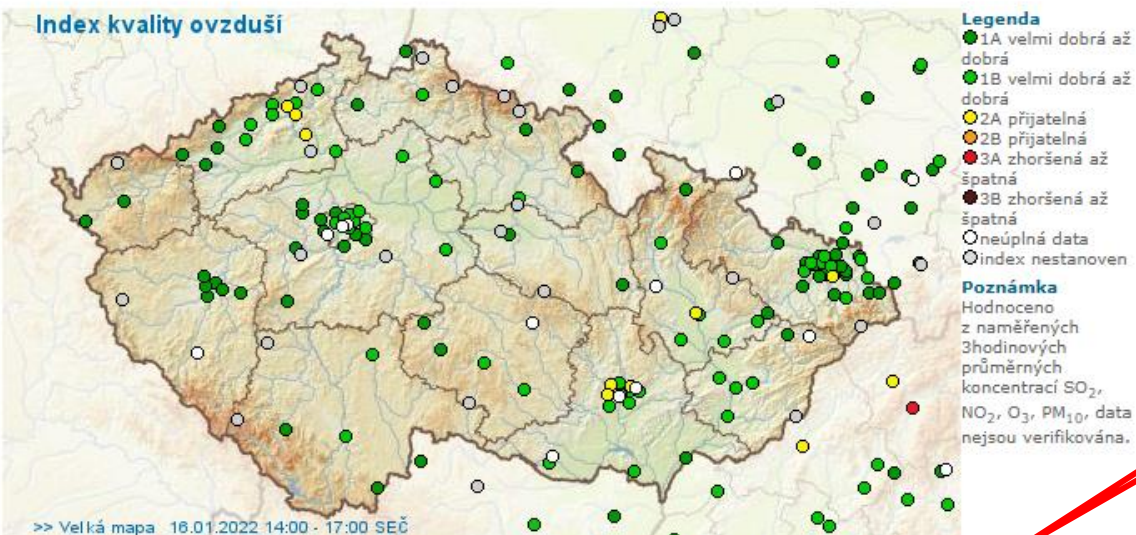 Index kvality ovzduší
Legenda
1A velmi dobrá až
dobrá
1B velmi dobrá až
dobrá
2A přijatelná
2B přijatelná
3A zhoršená až
špatná
3B zhoršená až
špatná
neúplná data
index nestanoven
Poznámka
Hodnoceno
z naměřených
3hodinových
průměrných
koncentrací SO₂,
NO₂, O₃, PM₁₀, data
nejsou verifikována.
>> Velká mapa 16.01.2022 14:00 - 17:00 SEČ